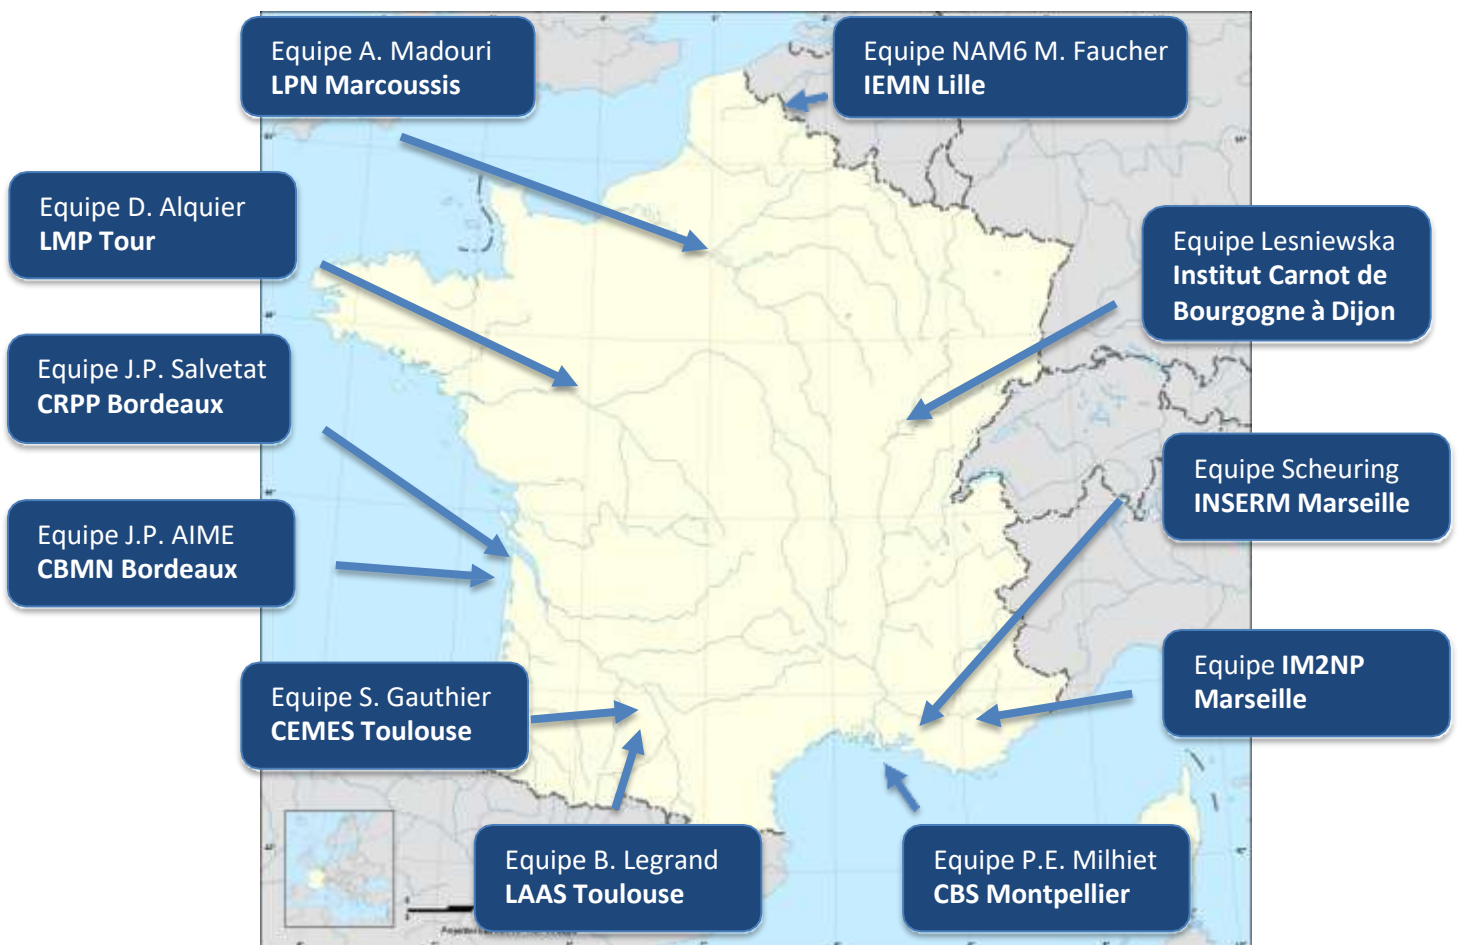 Equipe A. Madouri
LPN Marcoussis
Equipe NAM6 M. Faucher
IEMN Lille
Equipe D. Alquier
LMP Tour
Equipe Lesniewska
Institut Carnot de
Bourgogne à Dijon
Equipe J.P. Salvetat
CRPP Bordeaux
Equipe Scheuring
INSERM Marseille
Equipe J.P. AIME
CBMN Bordeaux
Equipe IM2NP
Marseille
Equipe S. Gauthier
CEMES Toulouse
Equipe B. Legrand
LAAS Toulouse
Equipe P.E. Milhiet
CBS Montpellier